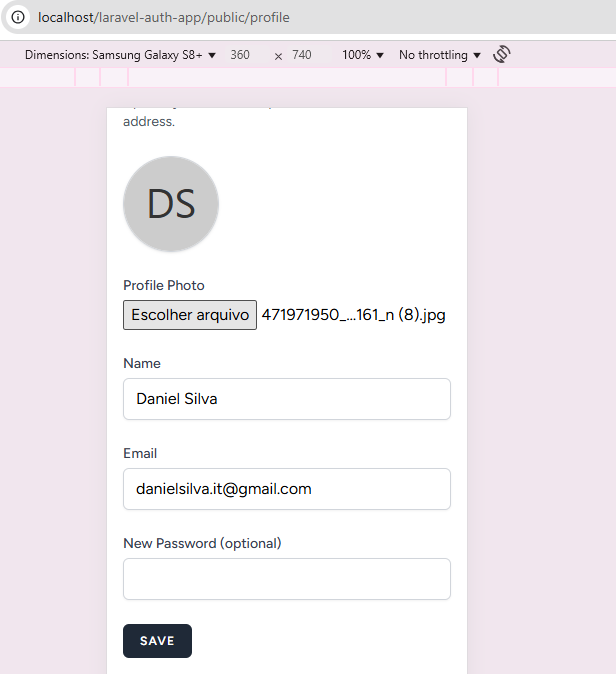 localhost/laravel-auth-app/public/profile
Dimensions: Samsung Galaxy S8+ ▼ 360 × 740 100% ▼ No throttling ▼
address.
DS
Profile Photo
Escolher arquivo 471971950_...161_n (8).jpg
Name
Daniel Silva
Email
danielsilva.it@gmail.com
New Password (optional)
SAVE